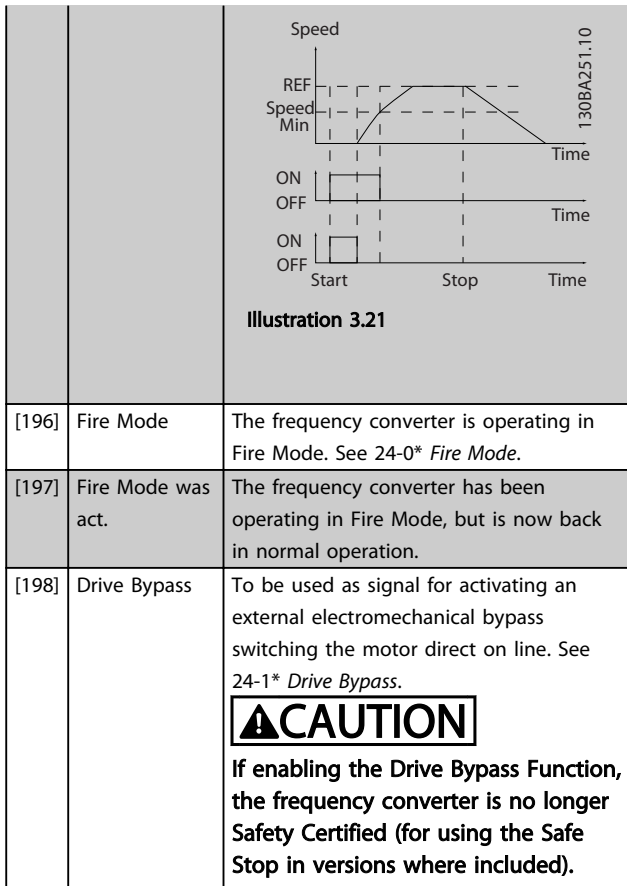 Speed
130BA251.10
REF
Speed
Min
Time
ON
OFF
Time
ON
OFF
Start Stop Time
Illustration 3.21
[196] Fire Mode The frequency converter is operating in
Fire Mode. See 24-0* Fire Mode.
[197] Fire Mode was The frequency converter has been
act. operating in Fire Mode, but is now back
in normal operation.
[198] Drive Bypass To be used as signal for activating an
external electromechanical bypass
switching the motor direct on line. See
24-1* Drive Bypass.
CAUTION
If enabling the Drive Bypass Function,
the frequency converter is no longer
Safety Certified (for using the Safe
Stop in versions where included).